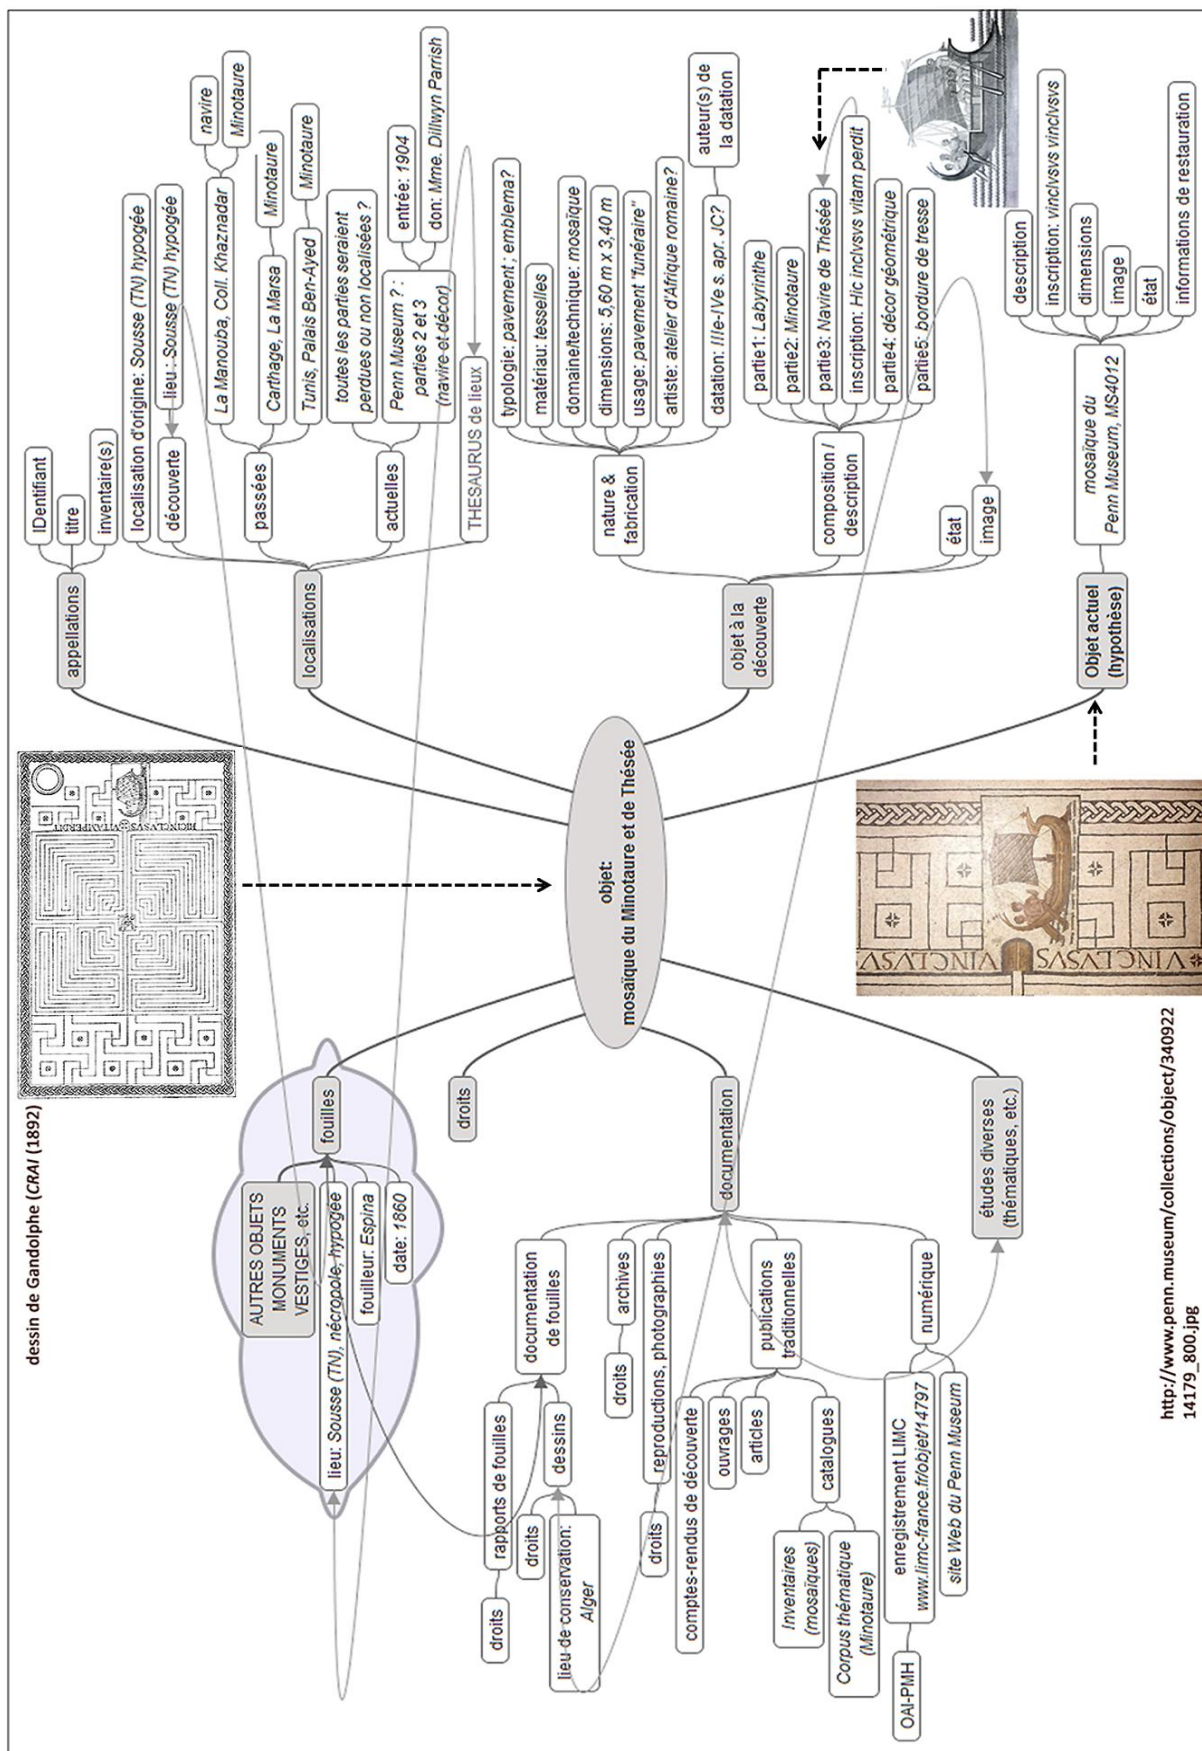 dessin de Gandolphe (CRAI (1892)
HICINCLVSVS VITAMPERDIT
objet:
mosaïque du Minotaure et de Thésée
appellations
IDentifiant
titre
inventaire(s)
localisations
localisation d'origine: Sousse (TN) hypogée
découverte
lieu : Sousse (TN) hypogée
passées
La Manouba, Coll. Khaznadar
navire
Minotaure
Carthage, La Marsa
Minotaure
Tunis, Palais Ben-Ayed
Minotaure
actuelles
toutes les parties seraient
perdues ou non localisées ?
Penn Museum ? :
parties 2 et 3
(navire et décor)
entrée: 1904
don: Mme. Dillwyn Parrish
THESAURUS de lieux
objet à la
découverte
nature &
fabrication
typologie: pavement ; emblema?
matériau: tesselles
domaine/technique: mosaïque
dimensions: 5,60 m x 3,40 m
usage: pavement "funéraire"
artiste: atelier d'Afrique romaine?
datation: IIIe-IVe s. apr. JC?
auteur(s) de
la datation
composition /
description
partie1: Labyrinthe
partie2: Minotaure
partie3: Navire de Thésée
inscription: Hic inclvsvs vitam perdit
partie4: décor géométrique
partie5: bordure de tresse
état
image
Objet actuel
(hypothèse)
mosaïque du
Penn Museum, MS4012
description
inscription: vinclvsvs vinclvsvs
dimensions
image
état
informations de restauration
fouilles
AUTRES OBJETS
MONUMENTS
VESTIGES, etc.
lieu: Sousse (TN), nécropole, hypogée
fouilleur: Espina
date: 1860
droits
documentation
documentation
de fouilles
rapports de fouilles
droits
dessins
droits
lieu de conservation:
Alger
archives
droits
reproductions, photographies
droits
publications
traditionnelles
comptes-rendus de découverte
ouvrages
articles
catalogues
Inventaires
(mosaïques)
Corpus thématique
(Minotaure)
numérique
enregistrement LIMC
www.limc-france.fr/objet/14797
OAI-PMH
site Web du Penn Museum
études diverses
(thématiques, etc.)
VINCLVSVS VINCLVSVS
http://www.penn.museum/collections/object/340922
14179_800.jpg